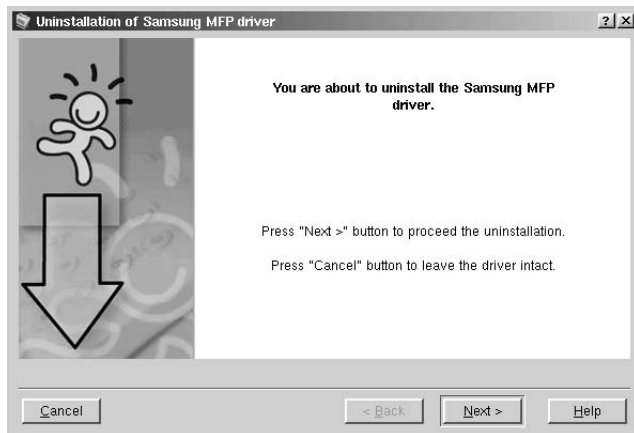 Uninstallation of Samsung MFP driver
You are about to uninstall the Samsung MFP
driver.
Press "Next >" button to proceed the uninstallation.
Press "Cancel" button to leave the driver intact.
Cancel
< Back
Next >
Help